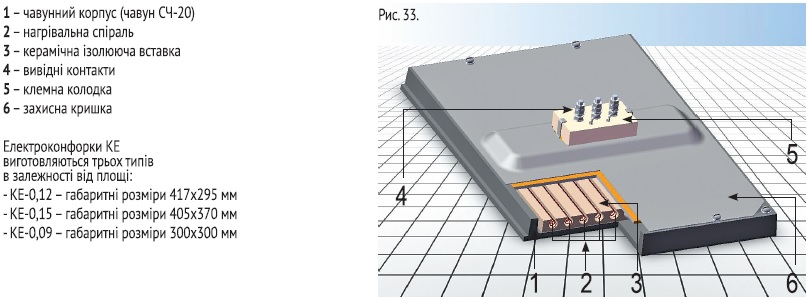 1 – чавунний корпус (чавун СЧ-20)
2 – нагрівальна спіраль
3 – керамічна ізолююча вставка
4 – вивідні контакти
5 – клемна колодка
6 – захисна кришка
Електроконфорки КЕ
виготовляються трьох типів
в залежності від площі:
- КЕ-0,12 – габаритні розміри 417х295 мм
- КЕ-0,15 – габаритні розміри 405х370 мм
- КЕ-0,09 – габаритні розміри 300х300 мм
Рис. 33.
4
5
1
2
3
6